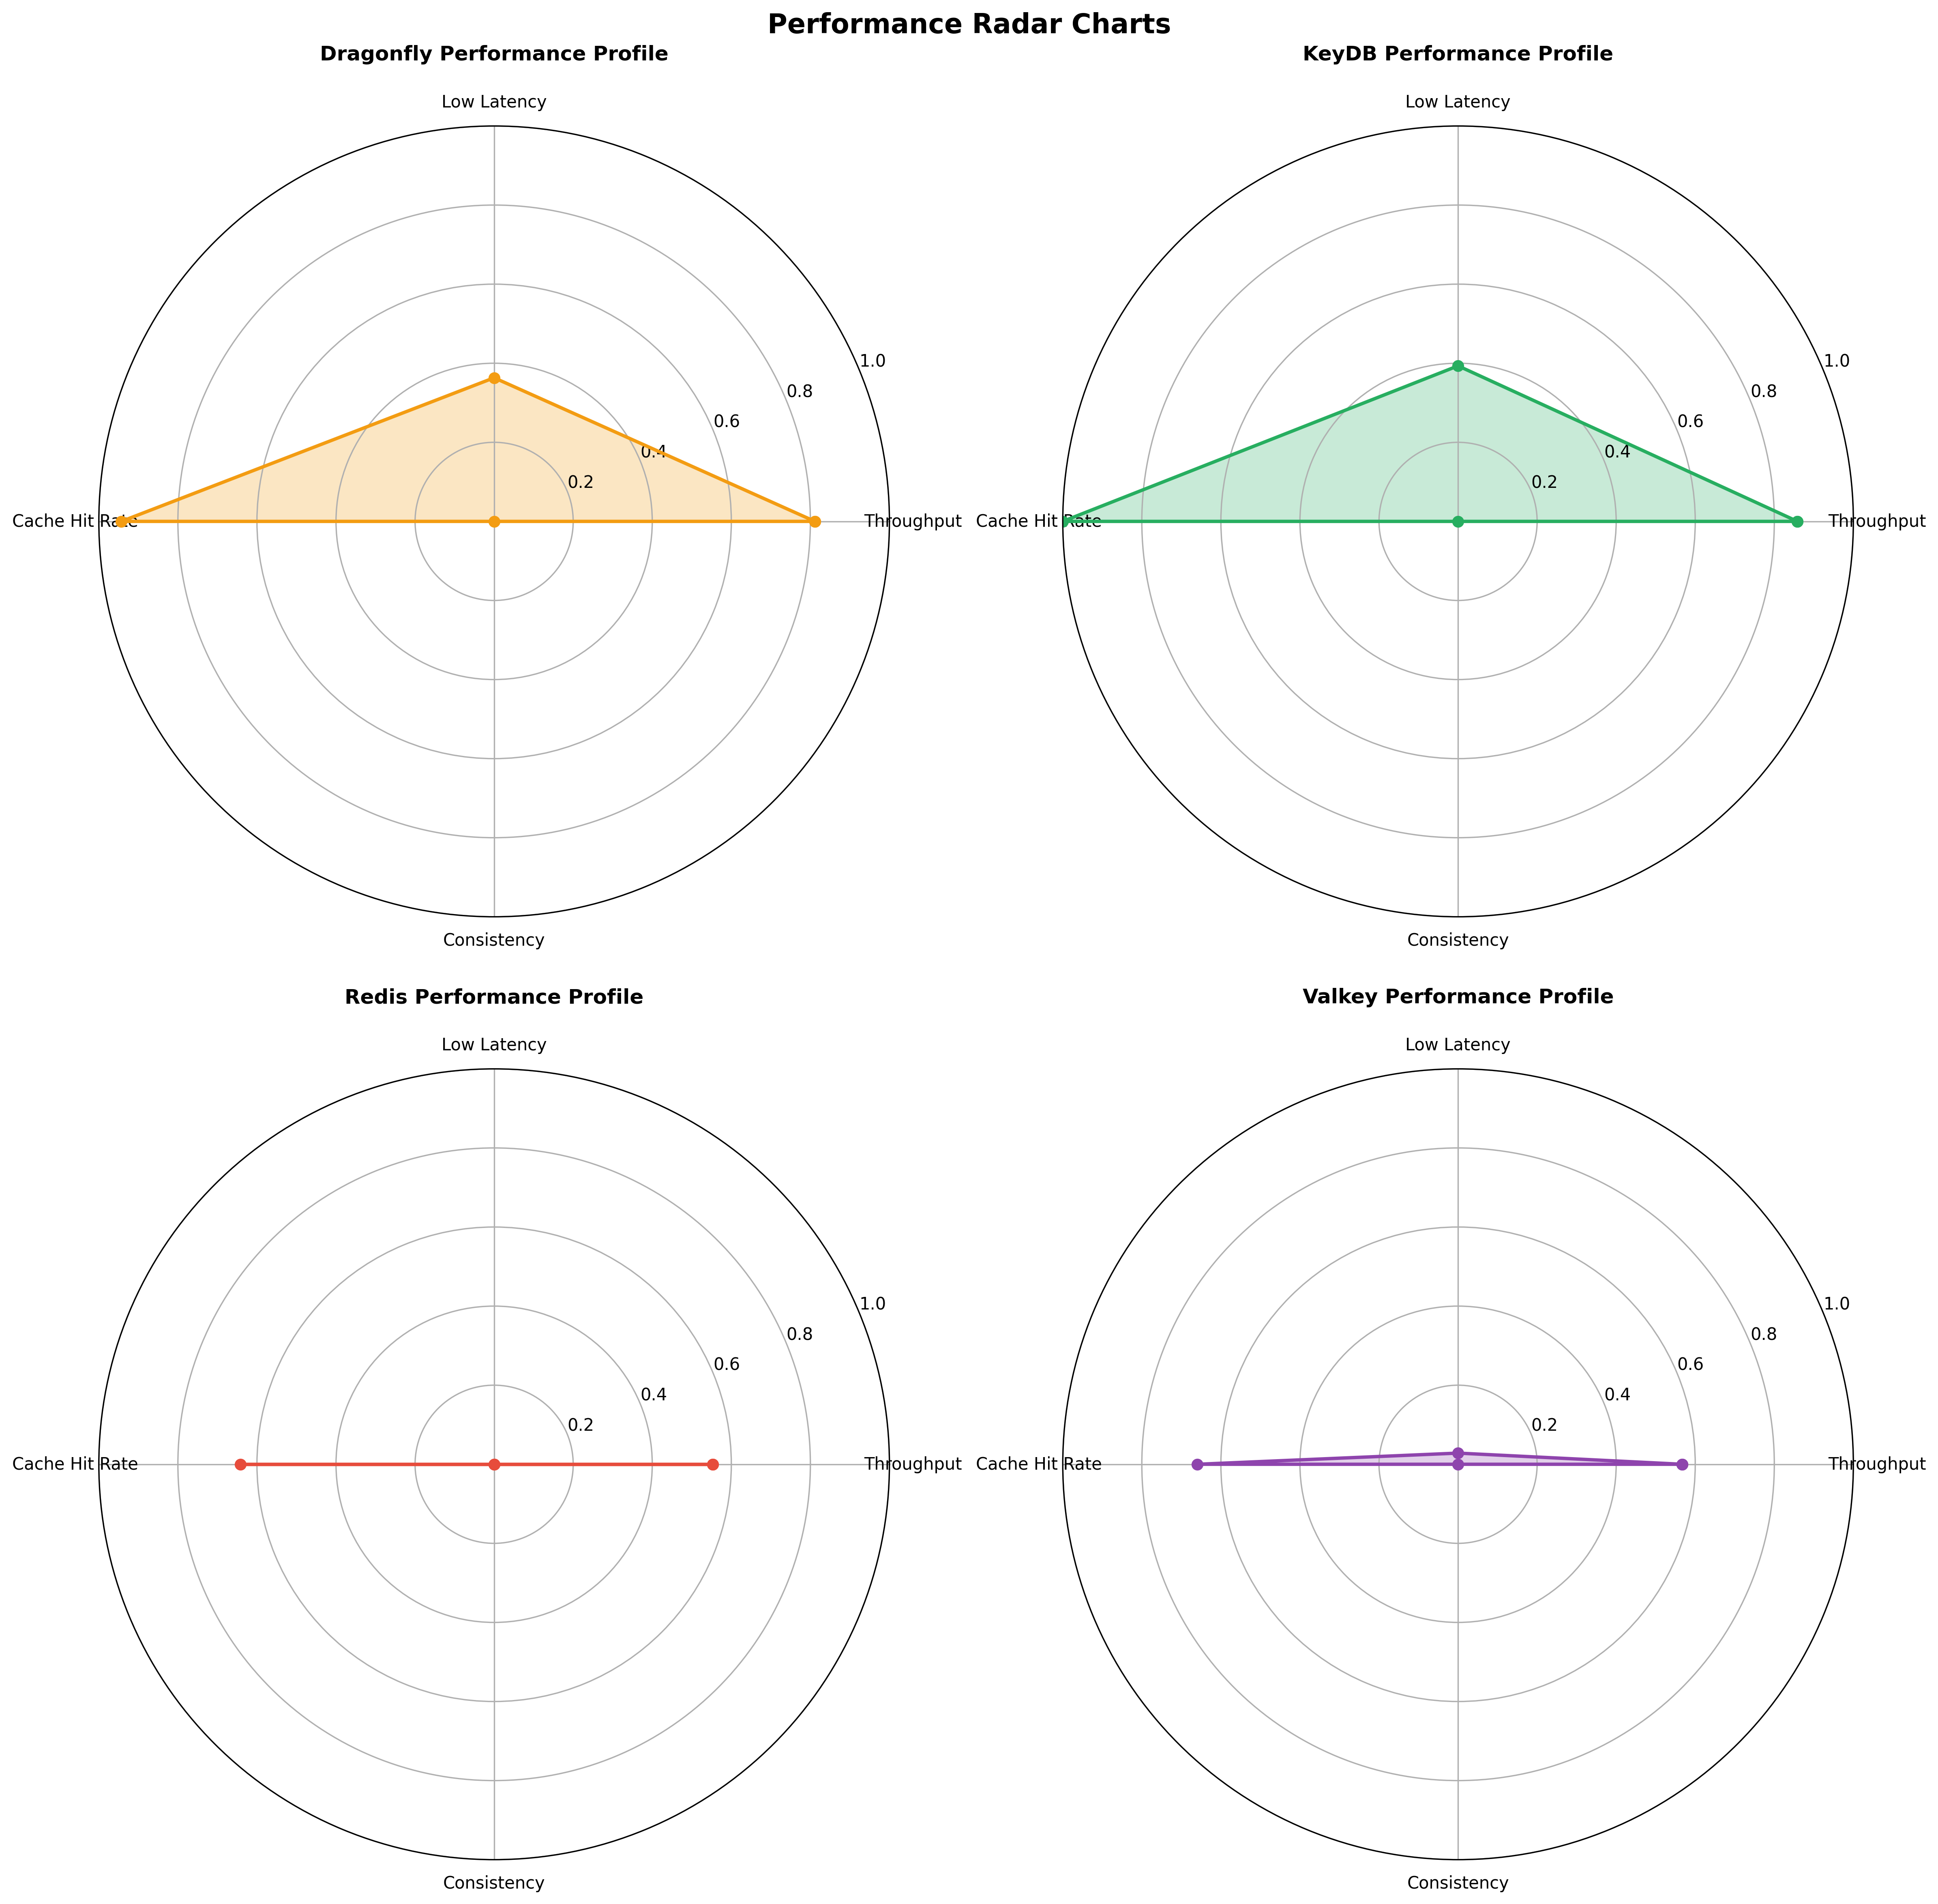 Performance Radar Charts
Dragonfly Performance Profile
Low Latency
1.0
0.8
0.6
0.4
0.2
Cache Hit Rate
Throughput
Consistency
KeyDB Performance Profile
Low Latency
1.0
0.8
0.6
0.4
0.2
Cache Hit Rate
Throughput
Consistency
Redis Performance Profile
Low Latency
1.0
0.8
0.6
0.4
0.2
Cache Hit Rate
Throughput
Consistency
Valkey Performance Profile
Low Latency
1.0
0.8
0.6
0.4
0.2
Cache Hit Rate
Throughput
Consistency